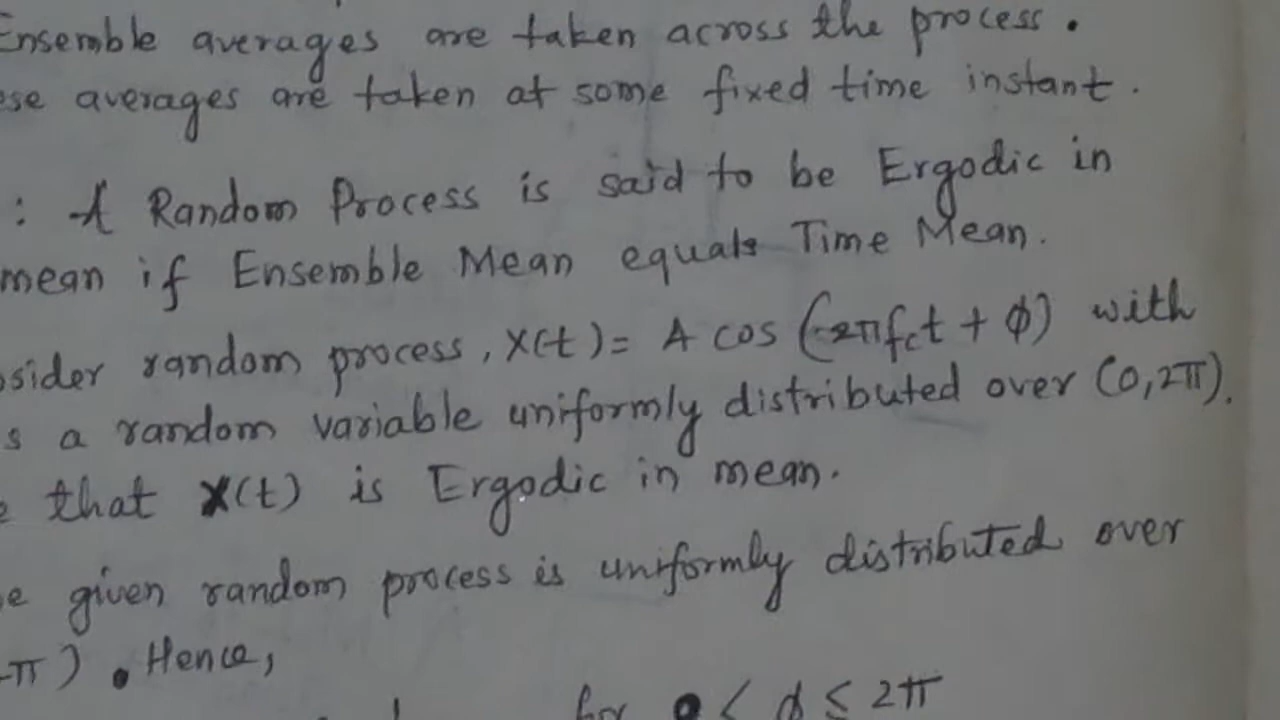 Ensemble averages are taken across the process.
ese averages are taken at some fixed time instant.
: A Random Process is said to be Ergodic in
mean if Ensemble Mean equals Time Mean.
sider random process, X(t) = A cos (2πfct + ϕ) with
s a random variable uniformly distributed over (0, 2π).
e that X(t) is Ergodic in mean.
e given random process is uniformly distributed over
π). Hence,
for 0 < ϕ ≤ 2π